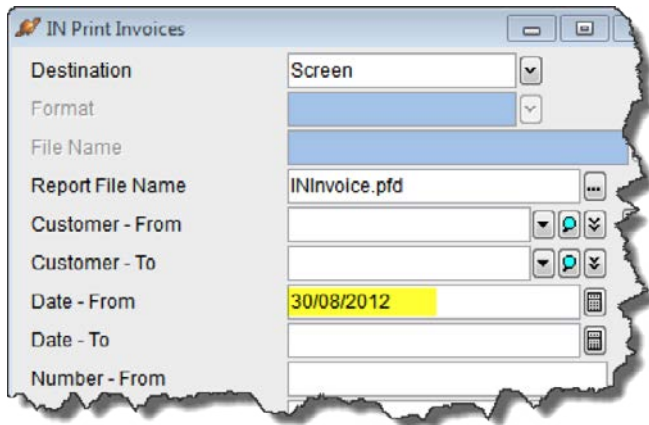 IN Print Invoices
Destination Screen
Format
File Name
Report File Name INInvoice.pfd ...
Customer - From
Customer - To
Date - From 30/08/2012
Date - To
Number - From